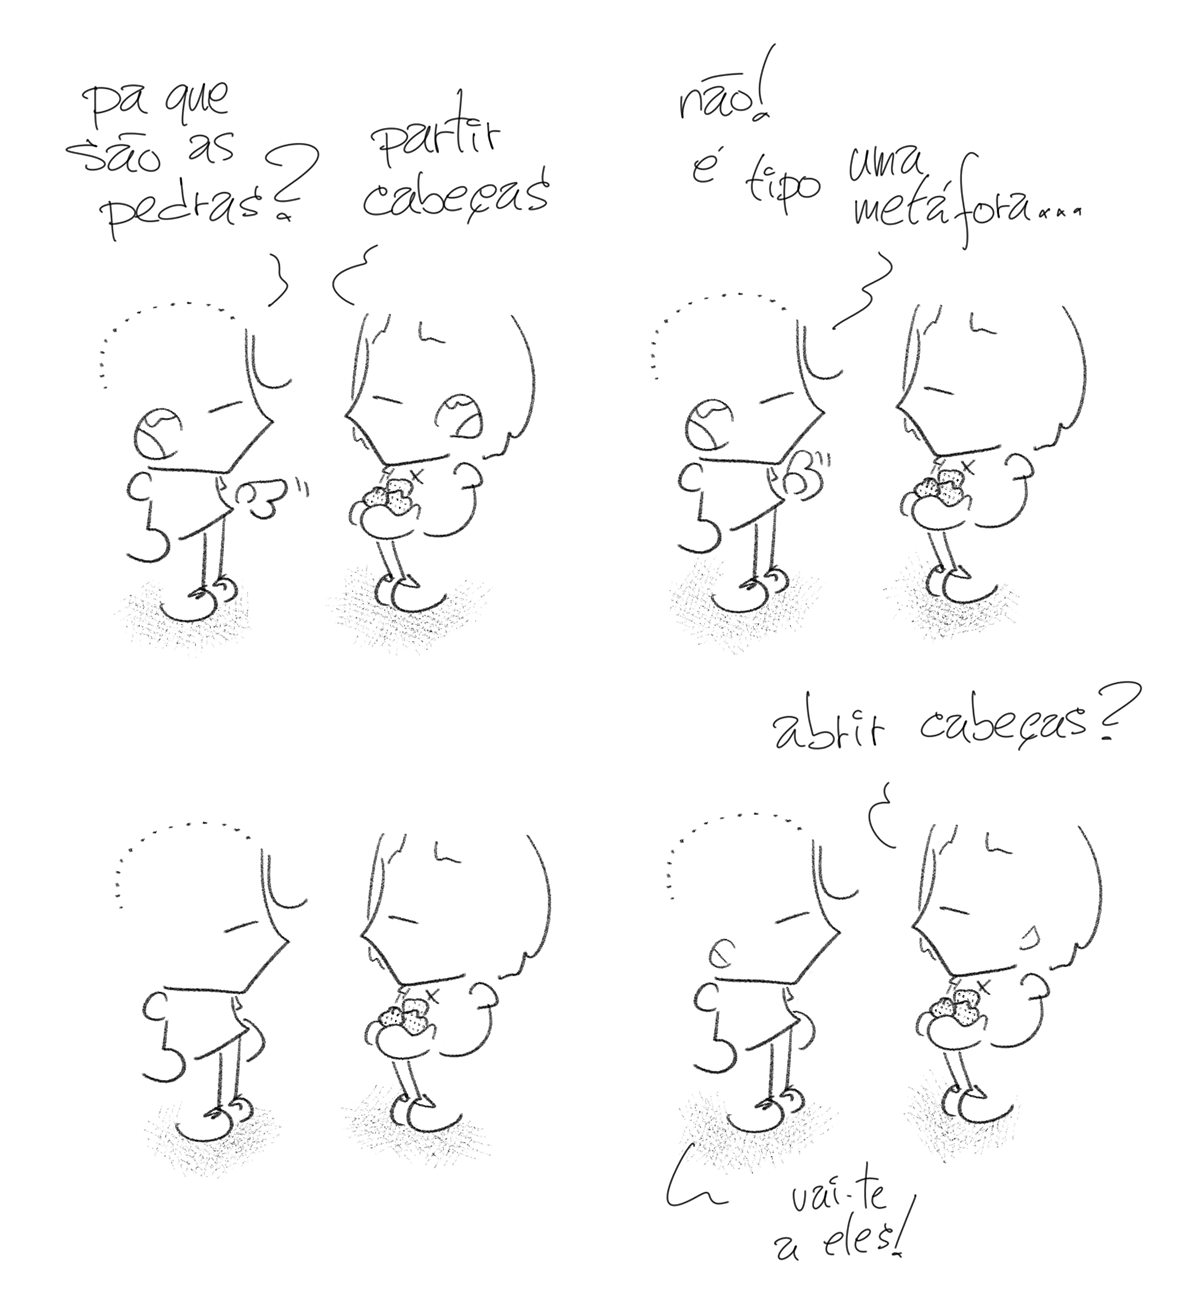 pa que
são as
pedras?
partir
cabeças
não!
é tipo uma
metáfora...
abrir cabeças?
vai-te
a eles!